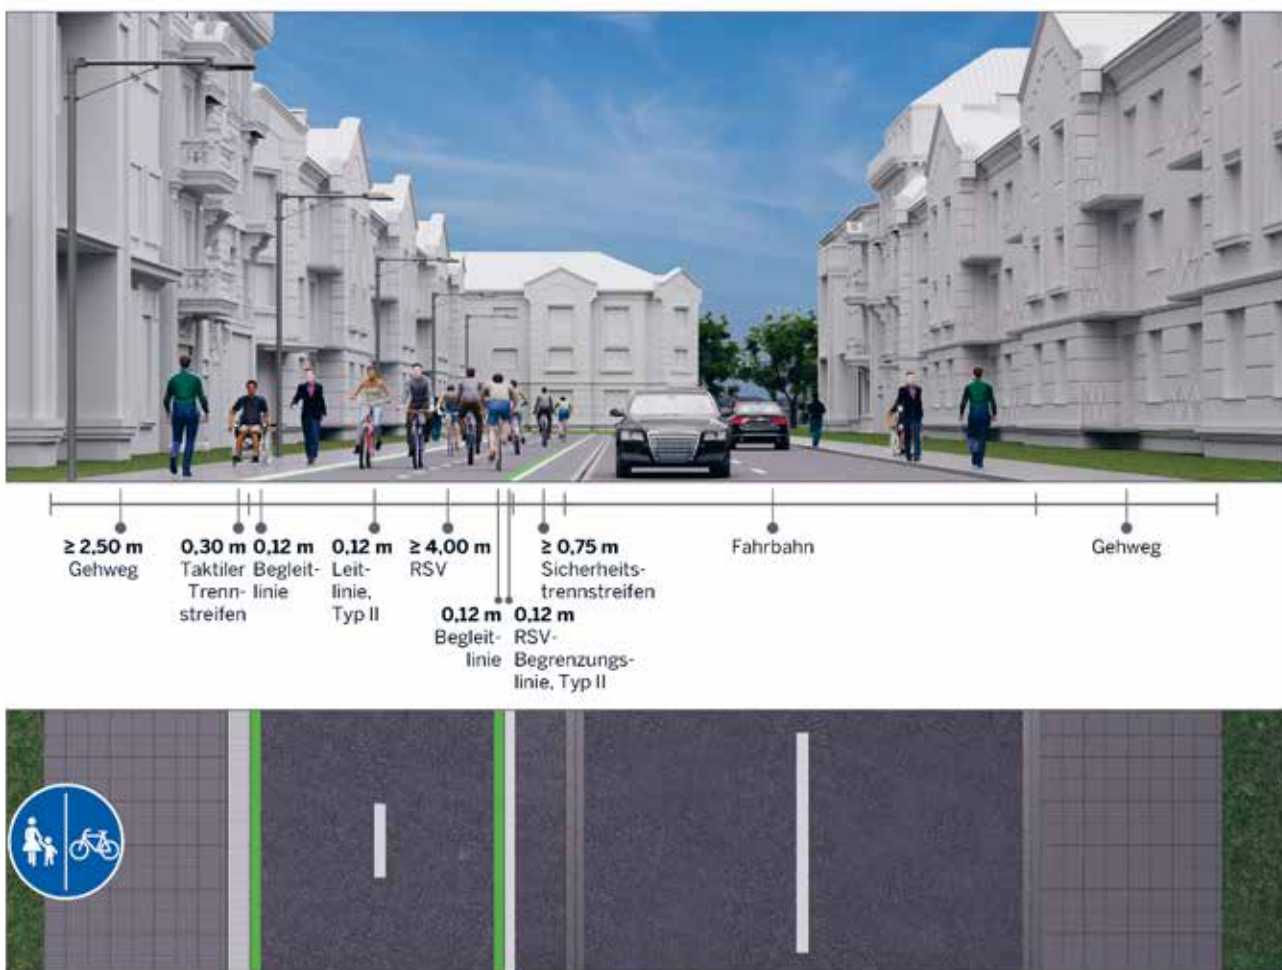 ≥ 2,50 m
Gehweg
0,30 m
Taktiler
Trenn-
streifen
0,12 m
Begleit-
linie
0,12 m
Leit-
linie,
Typ II
≥ 4,00 m
RSV
≥ 0,75 m
Sicherheits-
trennstreifen
Fahrbahn
Gehweg
0,12 m
Begleit-
linie
0,12 m
RSV-
Begrenzungs-
linie, Typ II